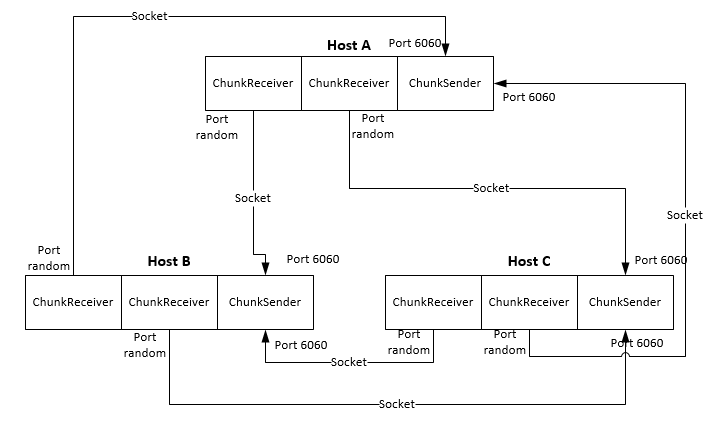 Socket
Host A
Port 6060
ChunkReceiver
ChunkReceiver
ChunkSender
Port 6060
Port
random
Port
random
Socket
Socket
Socket
Port
random
Host B
Port 6060
Host C
Port 6060
ChunkReceiver
ChunkReceiver
ChunkSender
ChunkReceiver
ChunkReceiver
ChunkSender
Port
random
Port 6060
Port
random
Port
random
Port 6060
Socket
Socket